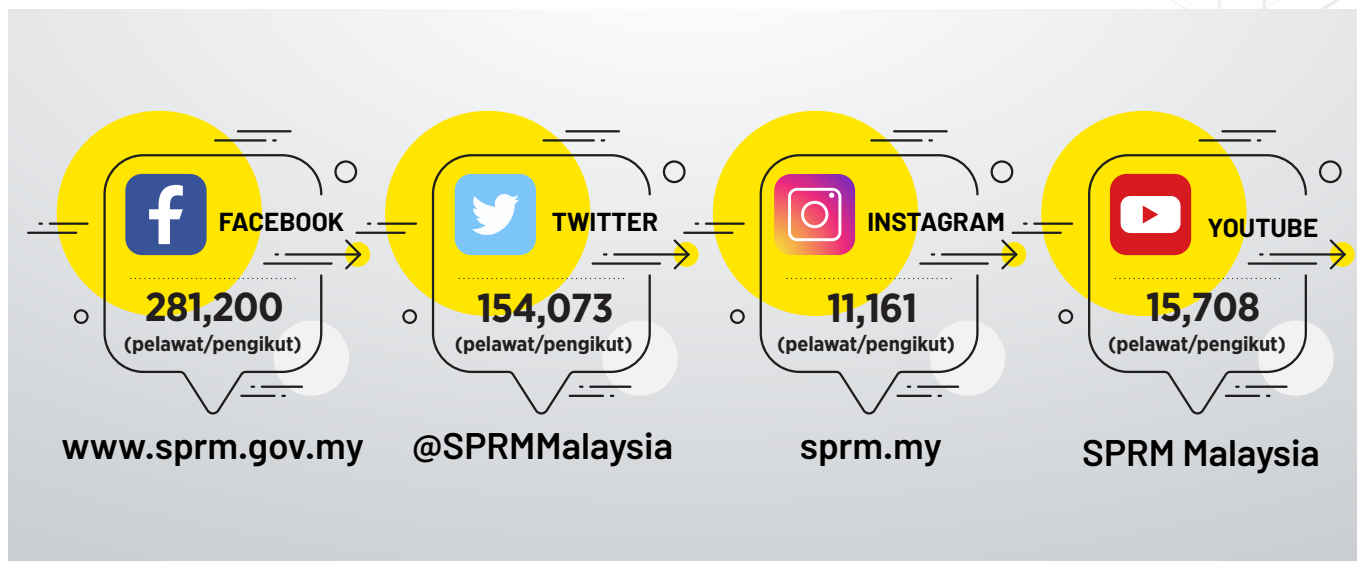 FACEBOOK
281,200
(pelawat/pengikut)
www.sprm.gov.my
TWITTER
154,073
(pelawat/pengikut)
@SPRMMalaysia
INSTAGRAM
11,161
(pelawat/pengikut)
sprm.my
YOUTUBE
15,708
(pelawat/pengikut)
SPRM Malaysia